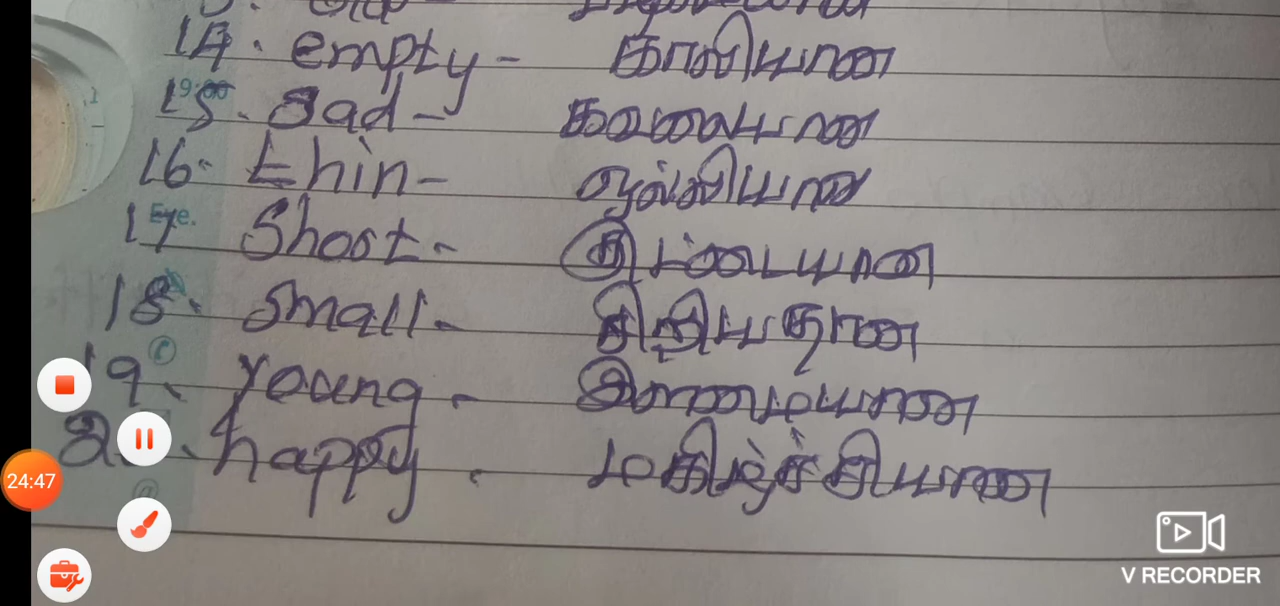 14. empty - காலியான
15. Sad - கவலையான
16. thin - ஒல்லியான
17 Short - குட்டையான
18. Small - சிறியதான
19. young - இளமையான
20. happy - மகிழ்ச்சியான
24:47
V RECORDER